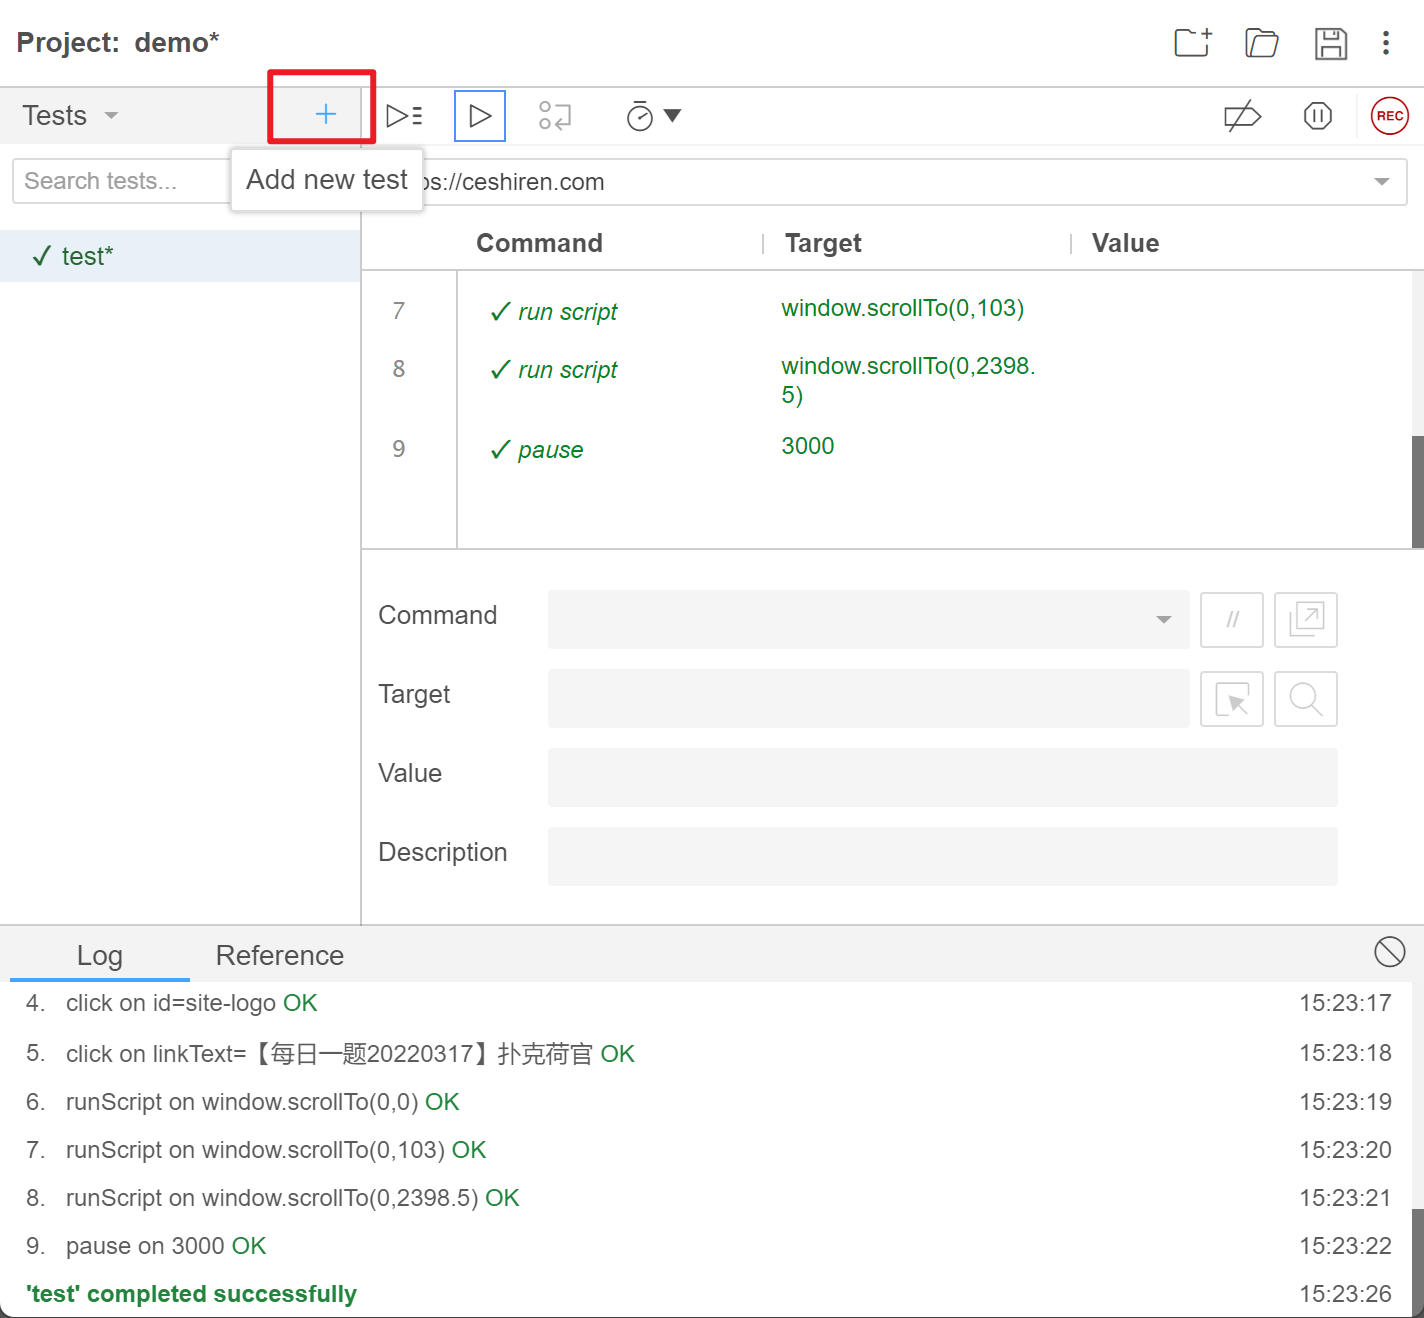 Project: demo*
Tests
REC
Search tests...
Add new test
ps://ceshiren.com
Command Target Value
✓ test*
7 ✓ run script window.scrollTo(0,103)
8 ✓ run script window.scrollTo(0,2398.
5)
9 ✓ pause 3000
Command
//
Target
Value
Description
Log Reference
4. click on id=site-logo OK 15:23:17
5. click on linkText=【每日一题20220317】扑克荷官 OK 15:23:18
6. runScript on window.scrollTo(0,0) OK 15:23:19
7. runScript on window.scrollTo(0,103) OK 15:23:20
8. runScript on window.scrollTo(0,2398.5) OK 15:23:21
9. pause on 3000 OK 15:23:22
'test' completed successfully 15:23:26